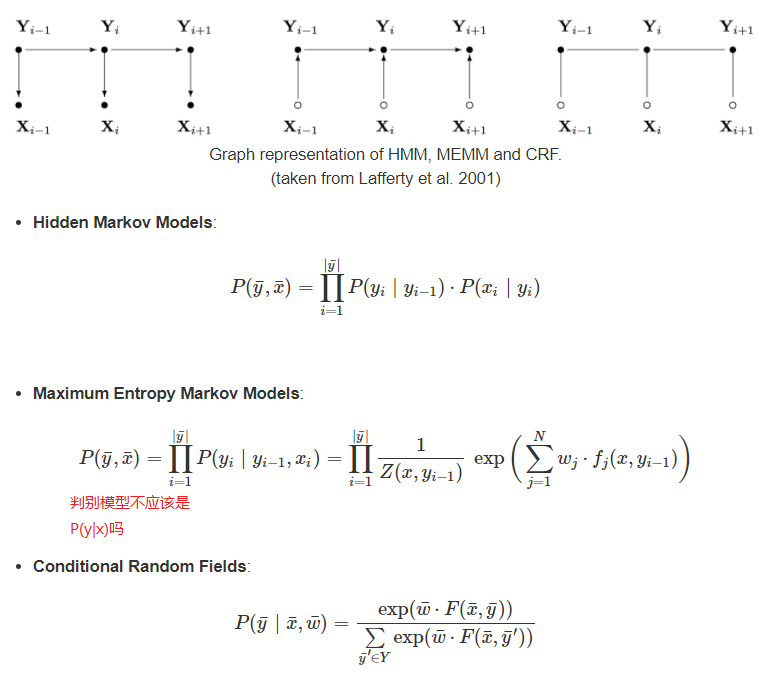 Y_{i-1} Y_i Y_{i+1} Y_{i-1} Y_i Y_{i+1} Y_{i-1} Y_i Y_{i+1}
X_{i-1} X_i X_{i+1} X_{i-1} X_i X_{i+1} X_{i-1} X_i X_{i+1}
Graph representation of HMM, MEMM and CRF.
(taken from Lafferty et al. 2001)
• Hidden Markov Models:
P(ȳ, x̄) = ∏_{i=1}^{|ȳ|} P(y_i | y_{i-1}) · P(x_i | y_i)
• Maximum Entropy Markov Models:
P(ȳ, x̄) = ∏_{i=1}^{|ȳ|} P(y_i | y_{i-1}, x_i) = ∏_{i=1}^{|ȳ|} \frac{1}{Z(x, y_{i-1})} exp(∑_{j=1}^{N} w_j · f_j(x, y_{i-1}))
判别模型不应该是
P(y|x)吗
• Conditional Random Fields:
P(ȳ | x̄, w̄) = \frac{exp(w̄ · F(x̄, ȳ))}{∑_{ȳ'∈Y} exp(w̄ · F(x̄, ȳ'))}